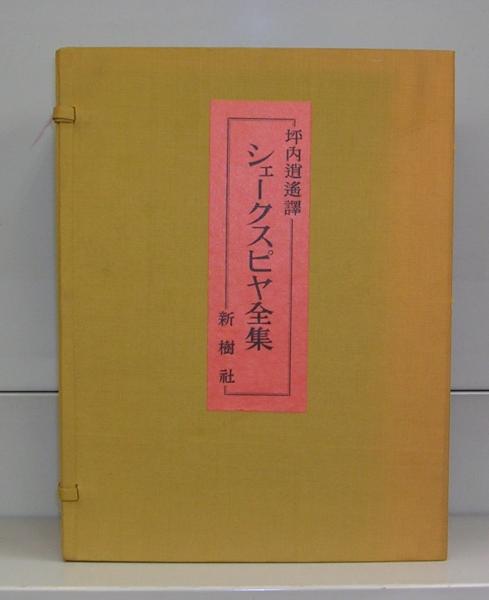 坪内逍遙譯
シェークスピヤ全集
新樹社